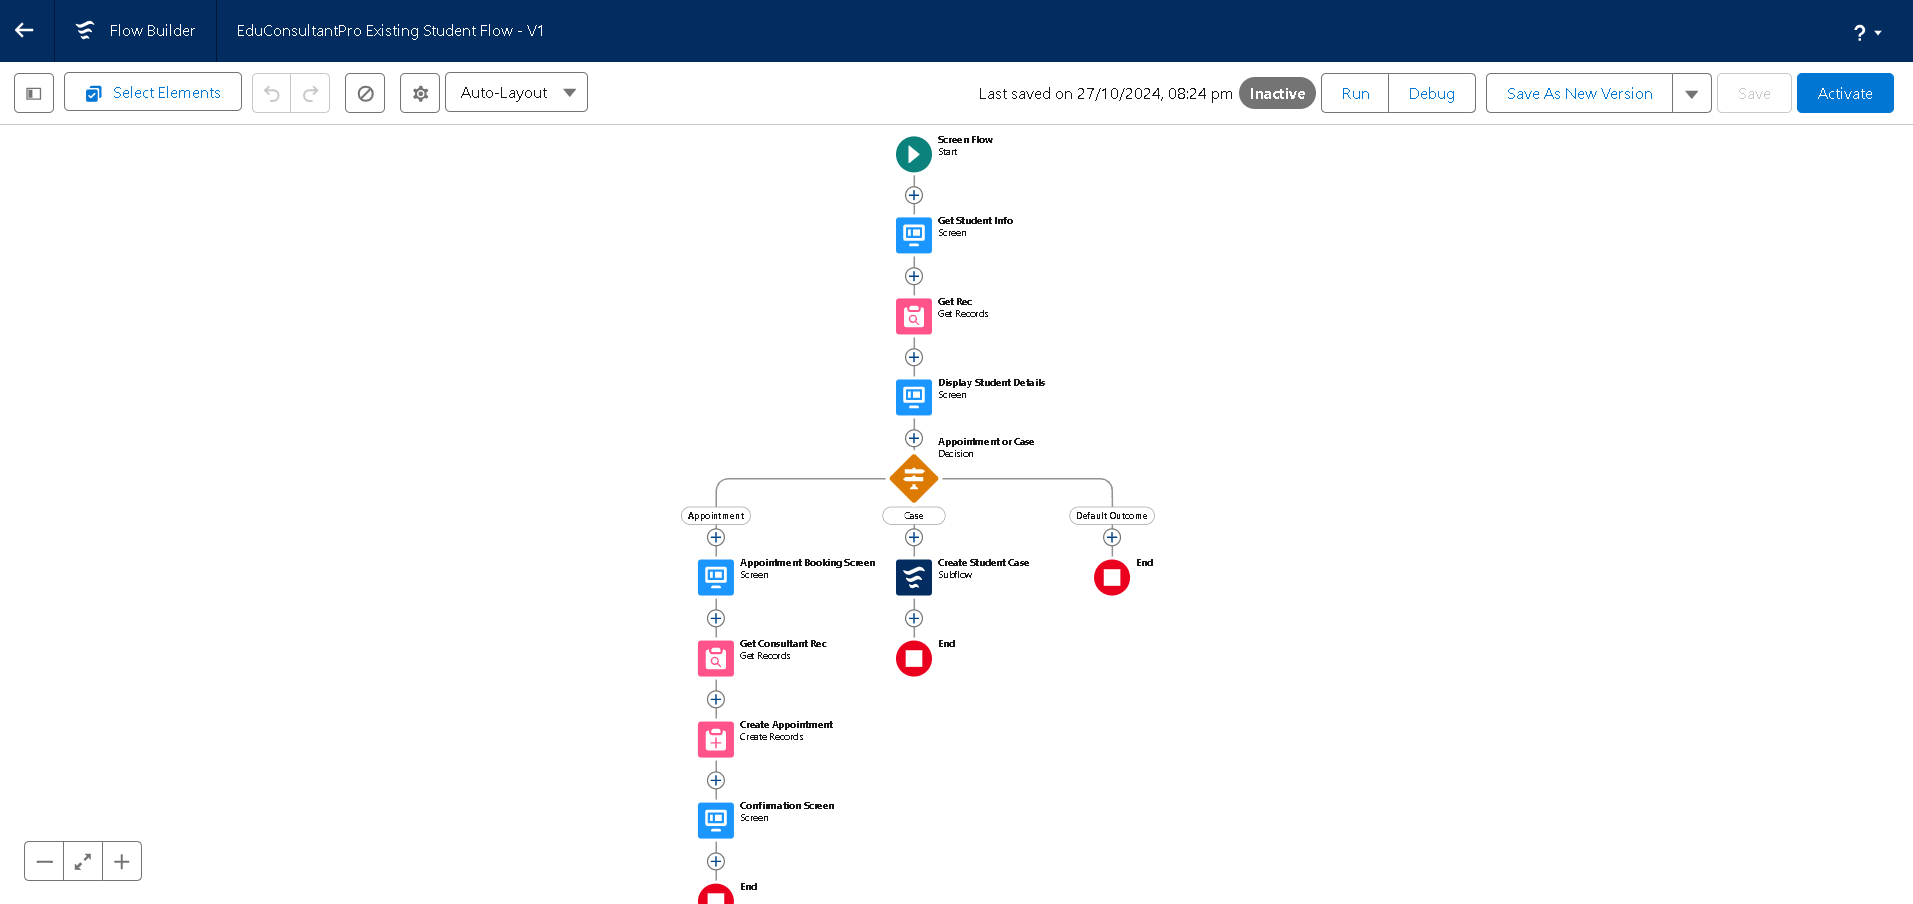 Flow Builder
EduConsultantPro Existing Student Flow - V1
?
Select Elements
Auto-Layout
Last saved on 27/10/2024, 08:24 pm
Inactive
Run
Debug
Save As New Version
Save
Activate
Screen Flow
Start
Get Student Info
Screen
Get Rec
Get Records
Display Student Details
Screen
Appointment or Case
Decision
Appointment
Case
Default Outcome
Appointment Booking Screen
Screen
Create Student Case
Subflow
End
Get Consultant Rec
Get Records
End
Create Appointment
Create Records
Confirmation Screen
Screen
End